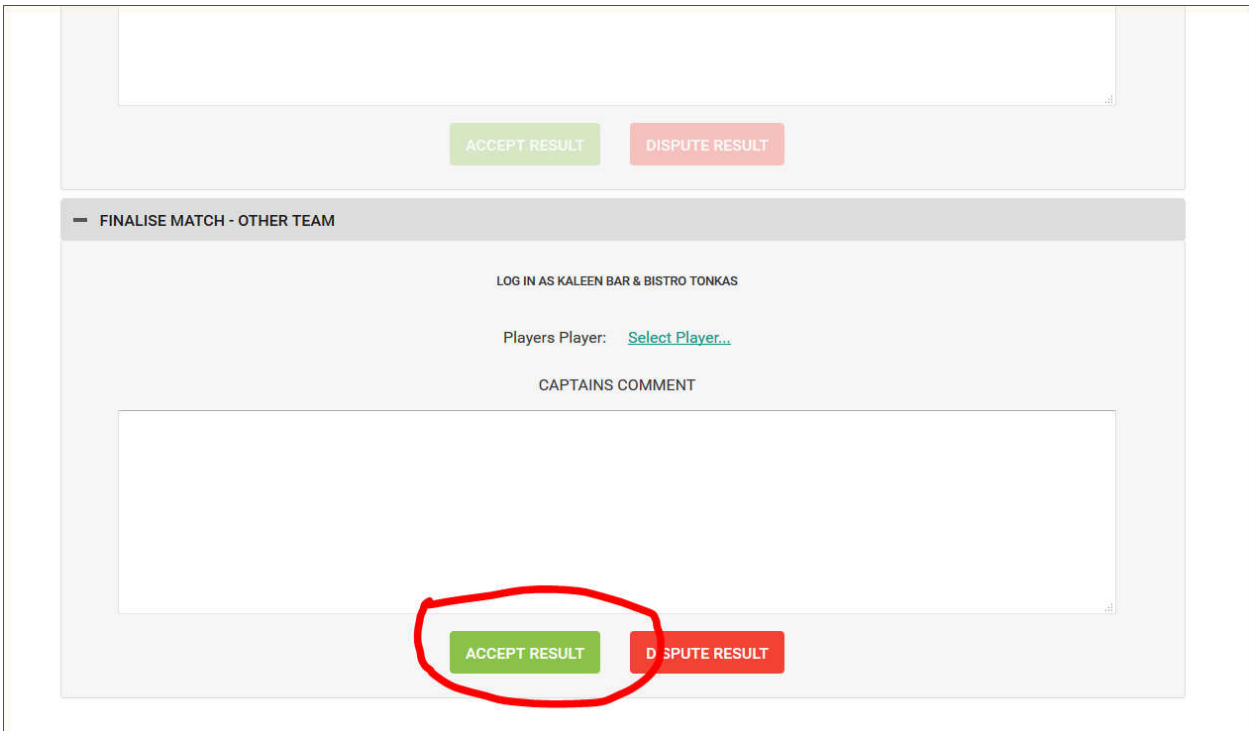 ACCEPT RESULT DISPUTE RESULT
FINALISE MATCH - OTHER TEAM
LOG IN AS KALEEN BAR & BISTRO TONKAS
Players Player: Select Player...
CAPTAINS COMMENT
ACCEPT RESULT DISPUTE RESULT